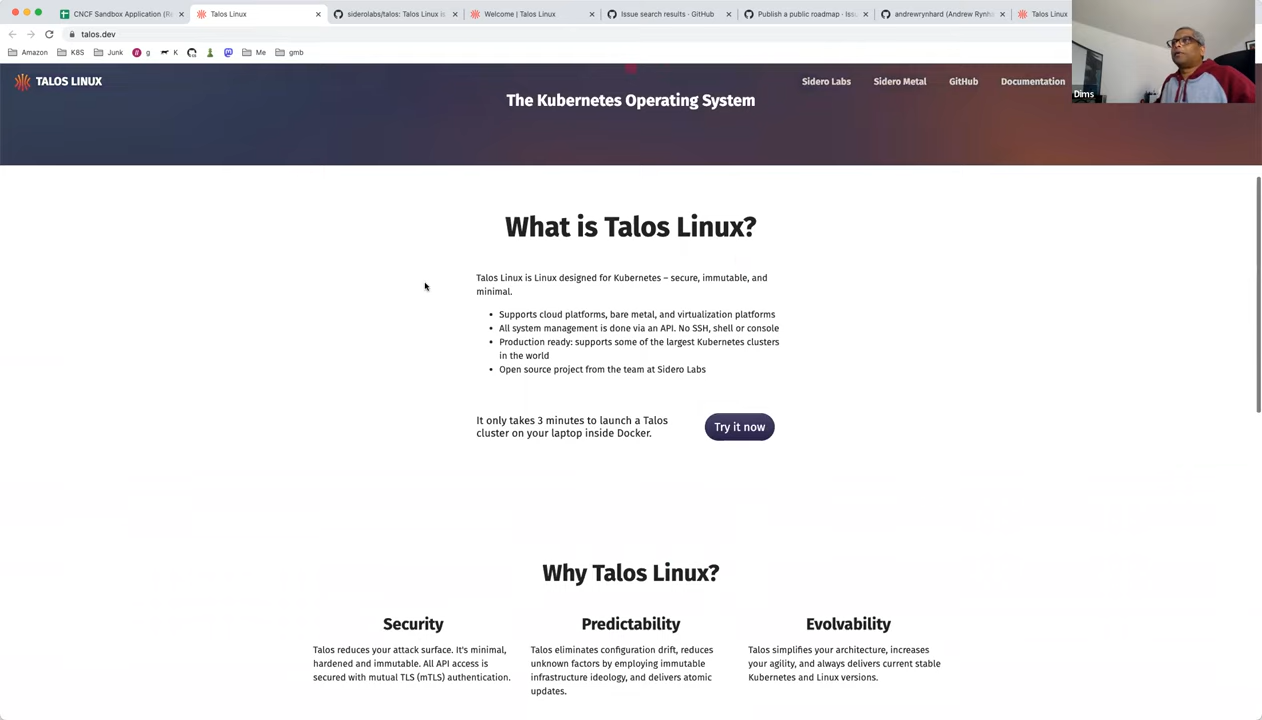 CNCF Sandbox Application (Re
Talos Linux
siderolabs/talos: Talos Linux is
Welcome | Talos Linux
Issue search results · GitHub
Publish a public roadmap · Issu
andrewrynhard (Andrew Rynha
Talos Linux
talos.dev
Amazon
K8S
Junk
g
K
Me
gmb
TALOS LINUX
Sidero Labs
Sidero Metal
GitHub
Documentation
Dims
The Kubernetes Operating System
What is Talos Linux?
Talos Linux is Linux designed for Kubernetes – secure, immutable, and
minimal.
• Supports cloud platforms, bare metal, and virtualization platforms
• All system management is done via an API. No SSH, shell or console
• Production ready: supports some of the largest Kubernetes clusters
in the world
• Open source project from the team at Sidero Labs
It only takes 3 minutes to launch a Talos
cluster on your laptop inside Docker.
Try it now
Why Talos Linux?
Security
Talos reduces your attack surface. It's minimal,
hardened and immutable. All API access is
secured with mutual TLS (mTLS) authentication.
Predictability
Talos eliminates configuration drift, reduces
unknown factors by employing immutable
infrastructure ideology, and delivers atomic
updates.
Evolvability
Talos simplifies your architecture, increases
your agility, and always delivers current stable
Kubernetes and Linux versions.